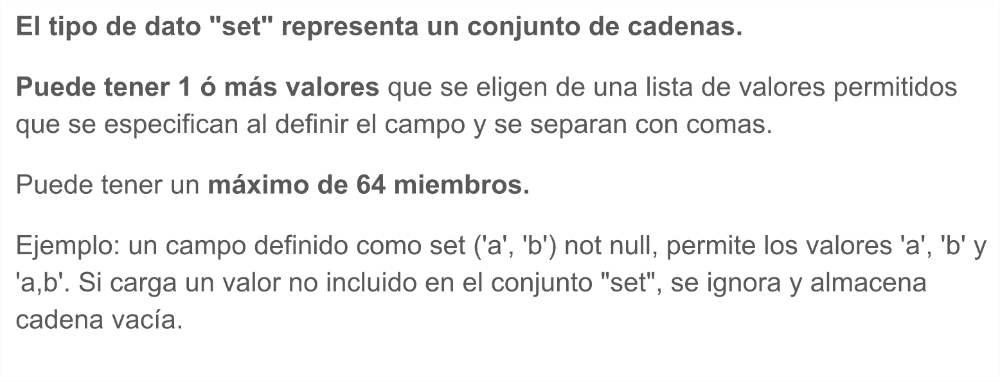 El tipo de dato "set" representa un conjunto de cadenas.
Puede tener 1 ó más valores que se eligen de una lista de valores permitidos
que se especifican al definir el campo y se separan con comas.
Puede tener un máximo de 64 miembros.
Ejemplo: un campo definido como set ('a', 'b') not null, permite los valores 'a', 'b' y
'a,b'. Si carga un valor no incluido en el conjunto "set", se ignora y almacena
cadena vacía.